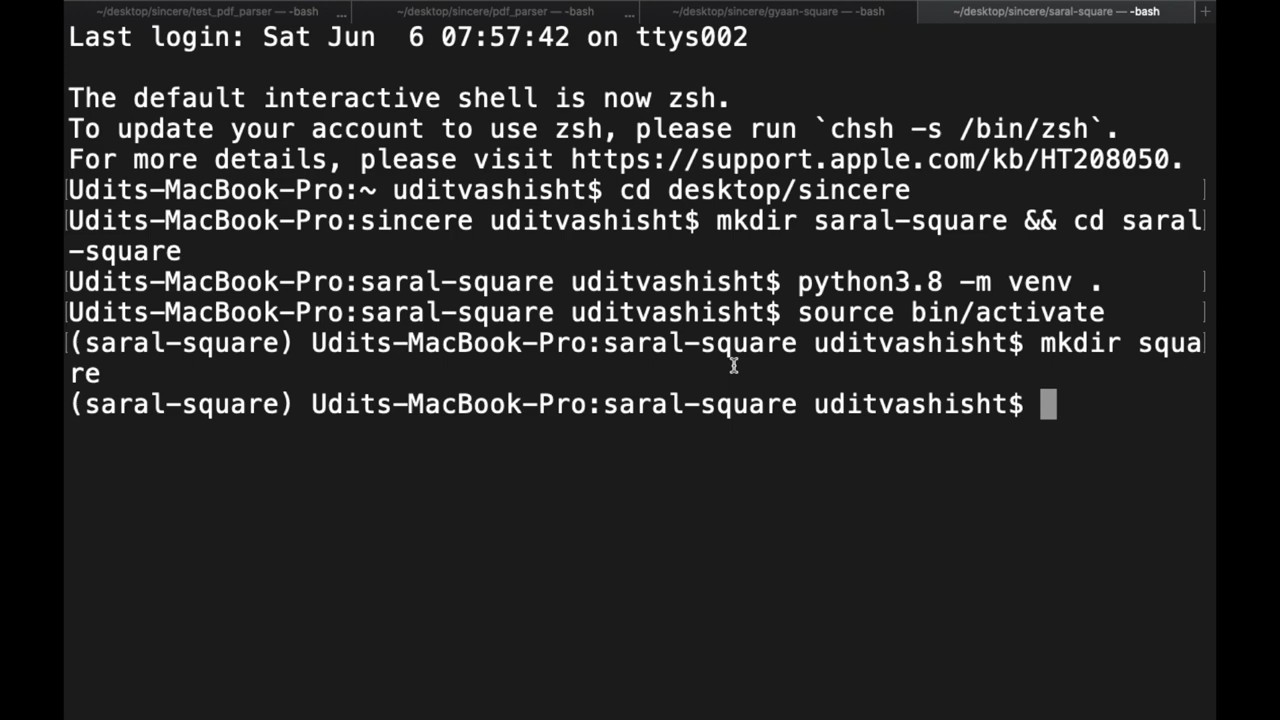 ~/desktop/sincere/test_pdf_parser — -bash ... ~/desktop/sincere/pdf_parser — -bash ... ~/desktop/sincere/gyaan-square — -bash ~/desktop/sincere/saral-square — -bash +
Last login: Sat Jun  6 07:57:42 on ttys002
The default interactive shell is now zsh.
To update your account to use zsh, please run `chsh -s /bin/zsh`.
For more details, please visit https://support.apple.com/kb/HT208050.
Udits-MacBook-Pro:~ uditvashisht$ cd desktop/sincere
Udits-MacBook-Pro:sincere uditvashisht$ mkdir saral-square && cd saral
-square
Udits-MacBook-Pro:saral-square uditvashisht$ python3.8 -m venv .
Udits-MacBook-Pro:saral-square uditvashisht$ source bin/activate
(saral-square) Udits-MacBook-Pro:saral-square uditvashisht$ mkdir squa
re
(saral-square) Udits-MacBook-Pro:saral-square uditvashisht$